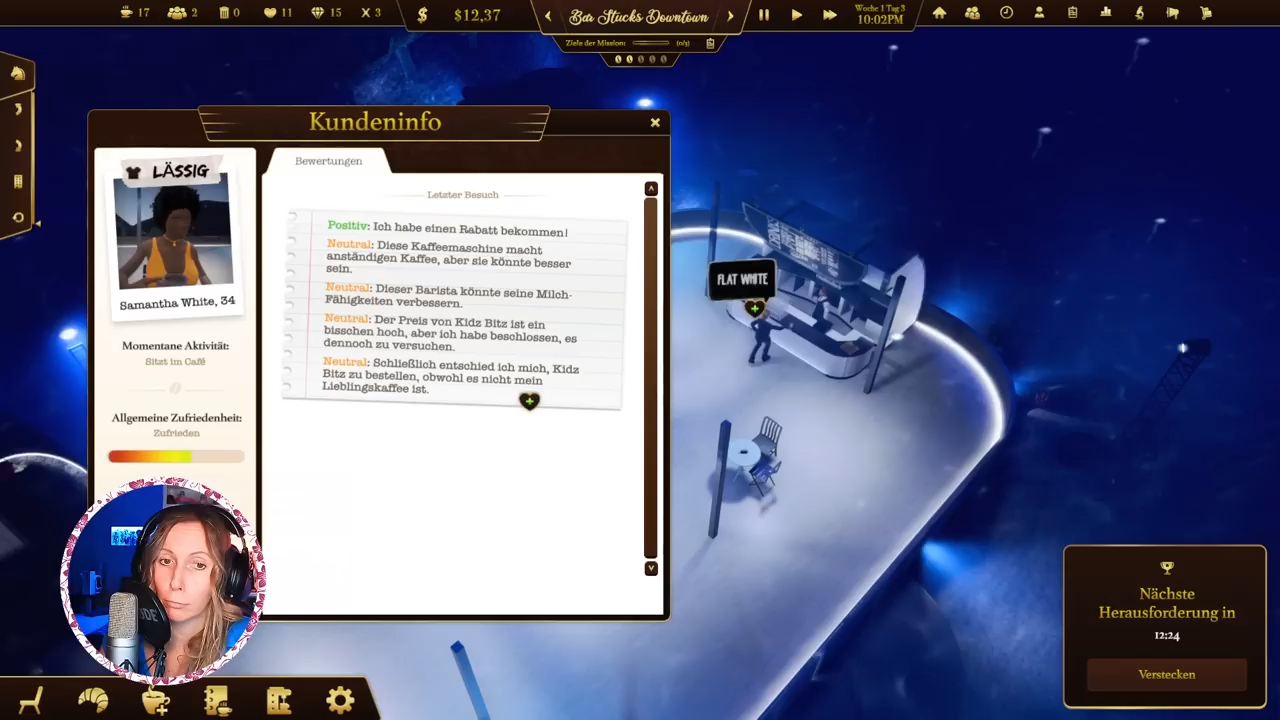 17 2 0 11 15 3
$ $12,37
Bar Stucks Downtown
Ziele der Mission: (0/3)
Woche 1 Tag 3
10:02PM
Kundeninfo
LÄSSIG
Samantha White, 34
Momentane Aktivität:
Sitzt im Café
Allgemeine Zufriedenheit:
Zufrieden
Bewertungen
Letzter Besuch
Positiv: Ich habe einen Rabatt bekommen!
Neutral: Diese Kaffeemaschine macht
anständigen Kaffee, aber sie könnte besser
sein.
Neutral: Dieser Barista könnte seine Milch-
Fähigkeiten verbessern.
Neutral: Der Preis von Kidz Bitz ist ein
bisschen hoch, aber ich habe beschlossen, es
dennoch zu versuchen.
Neutral: Schließlich entschied ich mich, Kidz
Bitz zu bestellen, obwohl es nicht mein
Lieblingskaffee ist.
FLAT WHITE
Nächste
Herausforderung in
12:24
Verstecken